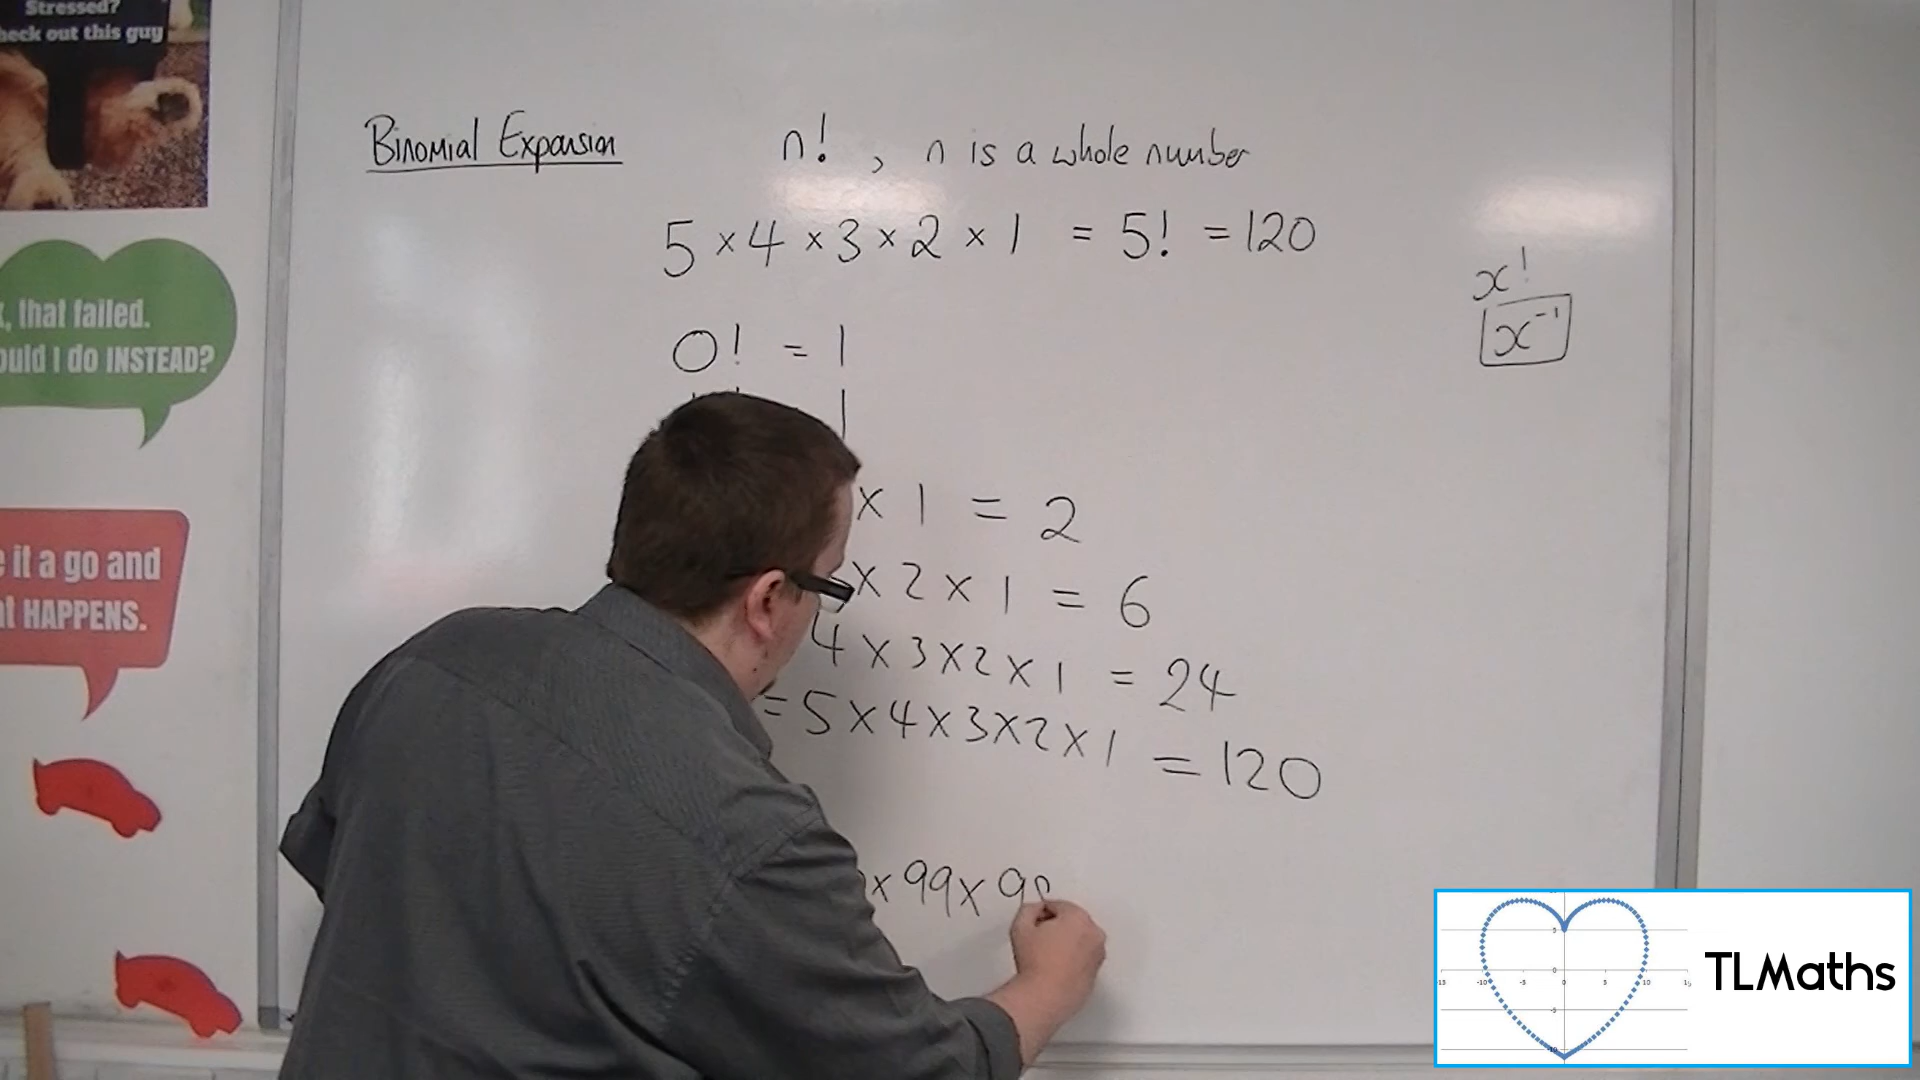 Stressed?
heck out this guy
Binomial Expansion
n! , n is a whole number
5 × 4 × 3 × 2 × 1 = 5! = 120
x!
x⁻¹
0! = 1
1
× 1 = 2
× 2 × 1 = 6
4 × 3 × 2 × 1 = 24
= 5 × 4 × 3 × 2 × 1 = 120
× 99 × 98
, that failed.
ould I do INSTEAD?
it a go and
HAPPENS.
TLMaths